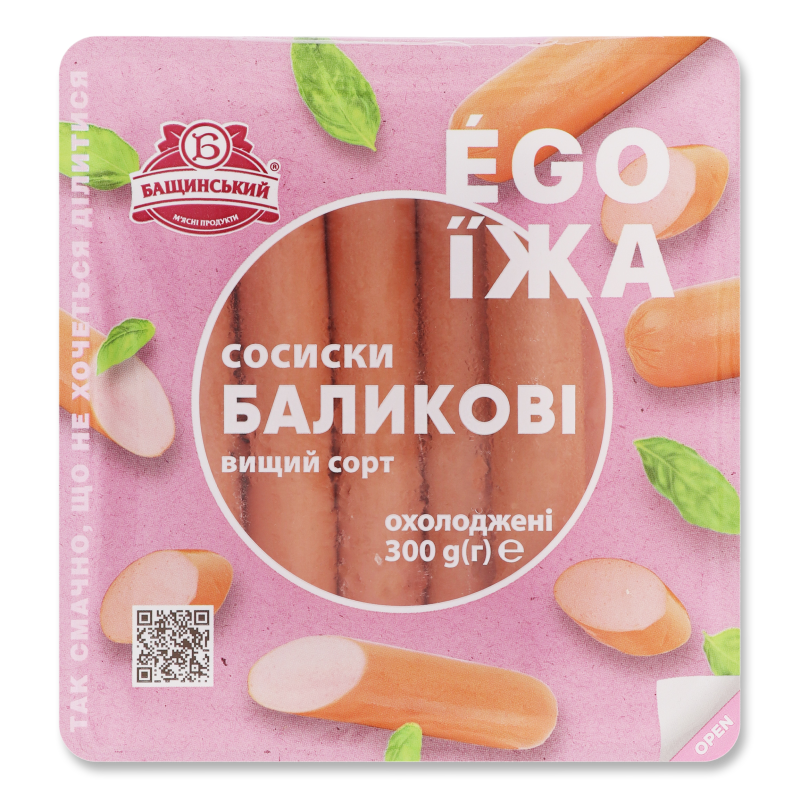 Б
БАЩИНСЬКИЙ®
М'ЯСНІ ПРОДУКТИ
ÉGO
ЇЖА
ТАК СМАЧНО, ЩО НЕ ХОЧЕТЬСЯ ДІЛИТИСЯ
СОСИСКИ
БАЛИКОВІ
ВИЩИЙ СОРТ
охолоджені
300 g(г) ℮
OPEN